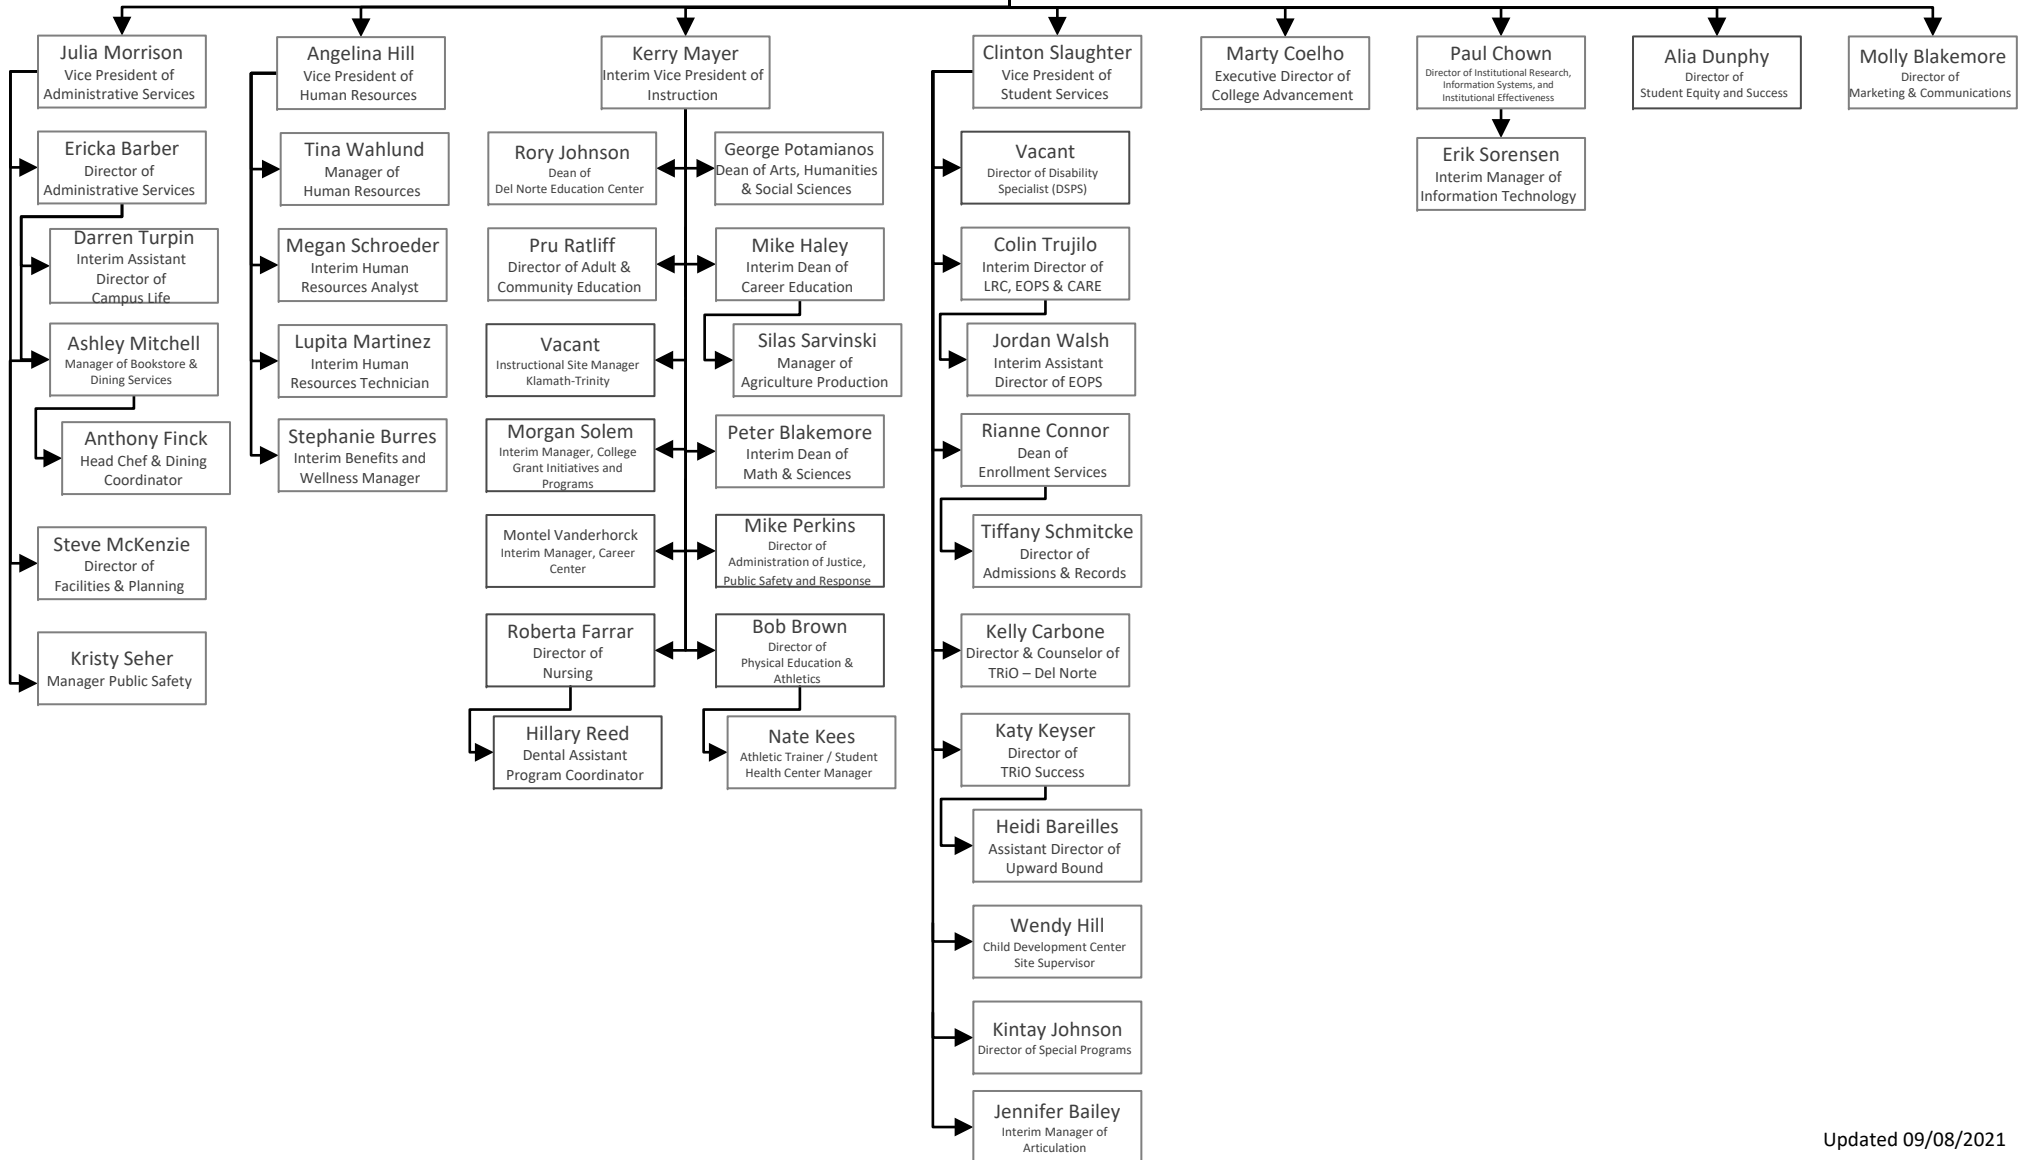 Julia Morrison
Vice President of
Administrative Services
Ericka Barber
Director of
Administrative Services
Darren Turpin
Interim Assistant
Director of
Campus Life
Ashley Mitchell
Manager of Bookstore &
Dining Services
Anthony Finck
Head Chef & Dining
Coordinator
Steve McKenzie
Director of
Facilities & Planning
Kristy Seher
Manager Public Safety
Angelina Hill
Vice President of
Human Resources
Tina Wahlund
Manager of
Human Resources
Megan Schroeder
Interim Human
Resources Analyst
Lupita Martinez
Interim Human
Resources Technician
Stephanie Burres
Interim Benefits and
Wellness Manager
Kerry Mayer
Interim Vice President of
Instruction
Rory Johnson
Dean of
Del Norte Education Center
Pru Ratliff
Director of Adult &
Community Education
Vacant
Instructional Site Manager
Klamath-Trinity
Morgan Solem
Interim Manager, College
Grant Initiatives and
Programs
Montel Vanderhorck
Interim Manager, Career
Center
Roberta Farrar
Director of
Nursing
Hillary Reed
Dental Assistant
Program Coordinator
George Potamianos
Dean of Arts, Humanities
& Social Sciences
Mike Haley
Interim Dean of
Career Education
Silas Sarvinski
Manager of
Agriculture Production
Peter Blakemore
Interim Dean of
Math & Sciences
Mike Perkins
Director of
Administration of Justice,
Public Safety and Response
Bob Brown
Director of
Physical Education &
Athletics
Nate Kees
Athletic Trainer / Student
Health Center Manager
Clinton Slaughter
Vice President of
Student Services
Vacant
Director of Disability
Specialist (DSPS)
Colin Trujilo
Interim Director of
LRC, EOPS & CARE
Jordan Walsh
Interim Assistant
Director of EOPS
Rianne Connor
Dean of
Enrollment Services
Tiffany Schmitcke
Director of
Admissions & Records
Kelly Carbone
Director & Counselor of
TRiO – Del Norte
Katy Keyser
Director of
TRiO Success
Heidi Bareilles
Assistant Director of
Upward Bound
Wendy Hill
Child Development Center
Site Supervisor
Kintay Johnson
Director of Special Programs
Jennifer Bailey
Interim Manager of
Articulation
Marty Coelho
Executive Director of
College Advancement
Paul Chown
Director of Institutional Research,
Information Systems, and
Institutional Effectiveness
Erik Sorensen
Interim Manager of
Information Technology
Alia Dunphy
Director of
Student Equity and Success
Molly Blakemore
Director of
Marketing & Communications
Updated 09/08/2021